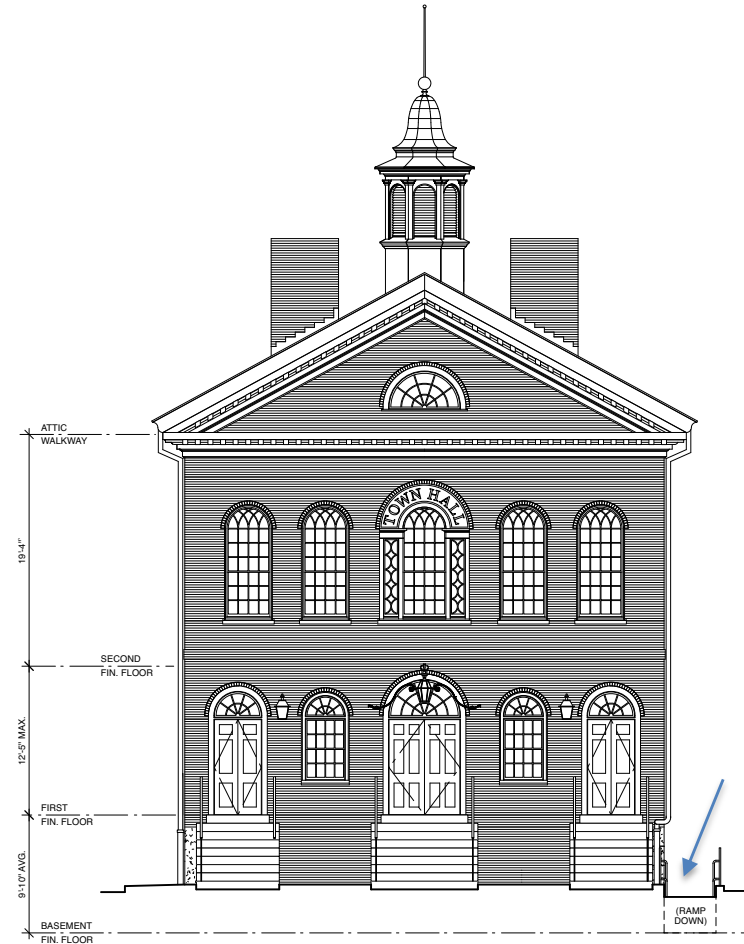 ATTIC
WALKWAY
TOWN HALL
19'-4"
SECOND
FIN. FLOOR
12'-5" MAX.
FIRST
FIN. FLOOR
9'-10" AVG.
(RAMP
DOWN)
BASEMENT
FIN. FLOOR